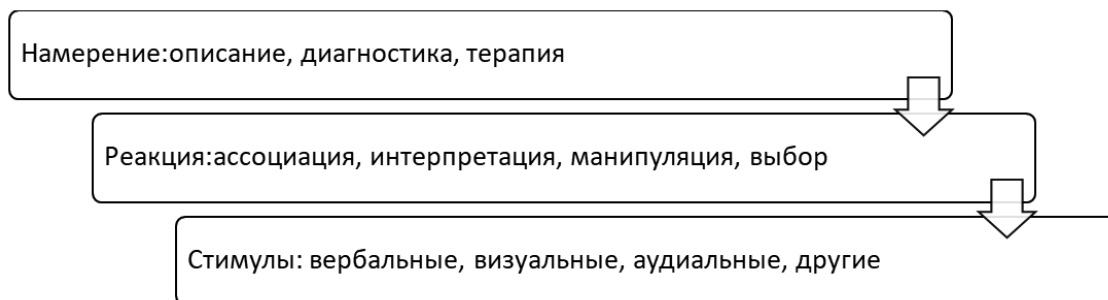 Намерение:описание, диагностика, терапия
Реакция:ассоциация, интерпретация, манипуляция, выбор
Стимулы: вербальные, визуальные, аудиальные, другие